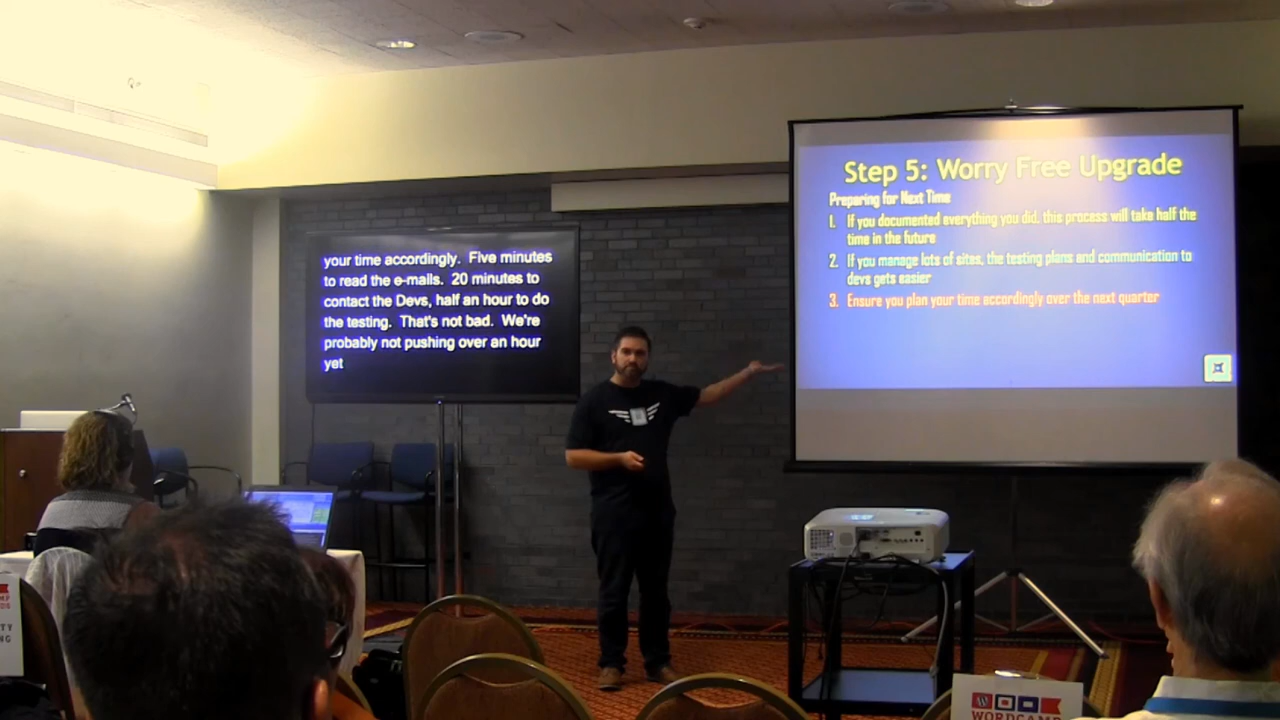 your time accordingly. Five minutes
to read the e-mails. 20 minutes to
contact the Devs, half an hour to do
the testing. That's not bad. We're
probably not pushing over an hour
yet
Step 5: Worry Free Upgrade
Preparing for Next Time
1. If you documented everything you did, this process will take half the
time in the future
2. If you manage lots of sites, the testing plans and communication to
devs gets easier
3. Ensure you plan your time accordingly over the next quarter
WORDCAMP